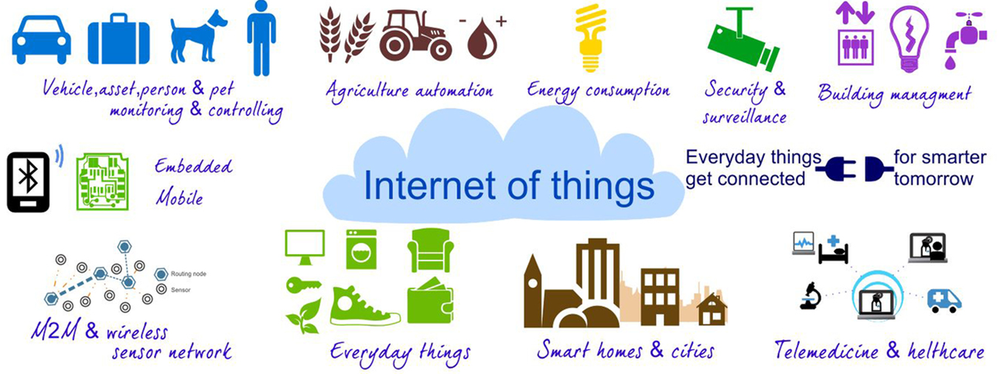 Vehicle,asset,person & pet
monitoring & controlling
Agriculture automation
Energy consumption
Security &
surveillance
Building managment
Embedded
Mobile
Internet of things
Everyday things
get connected
for smarter
tomorrow
Routing node
Sensor
M2M & wireless
sensor network
Everyday things
Smart homes & cities
Telemedicine & helthcare